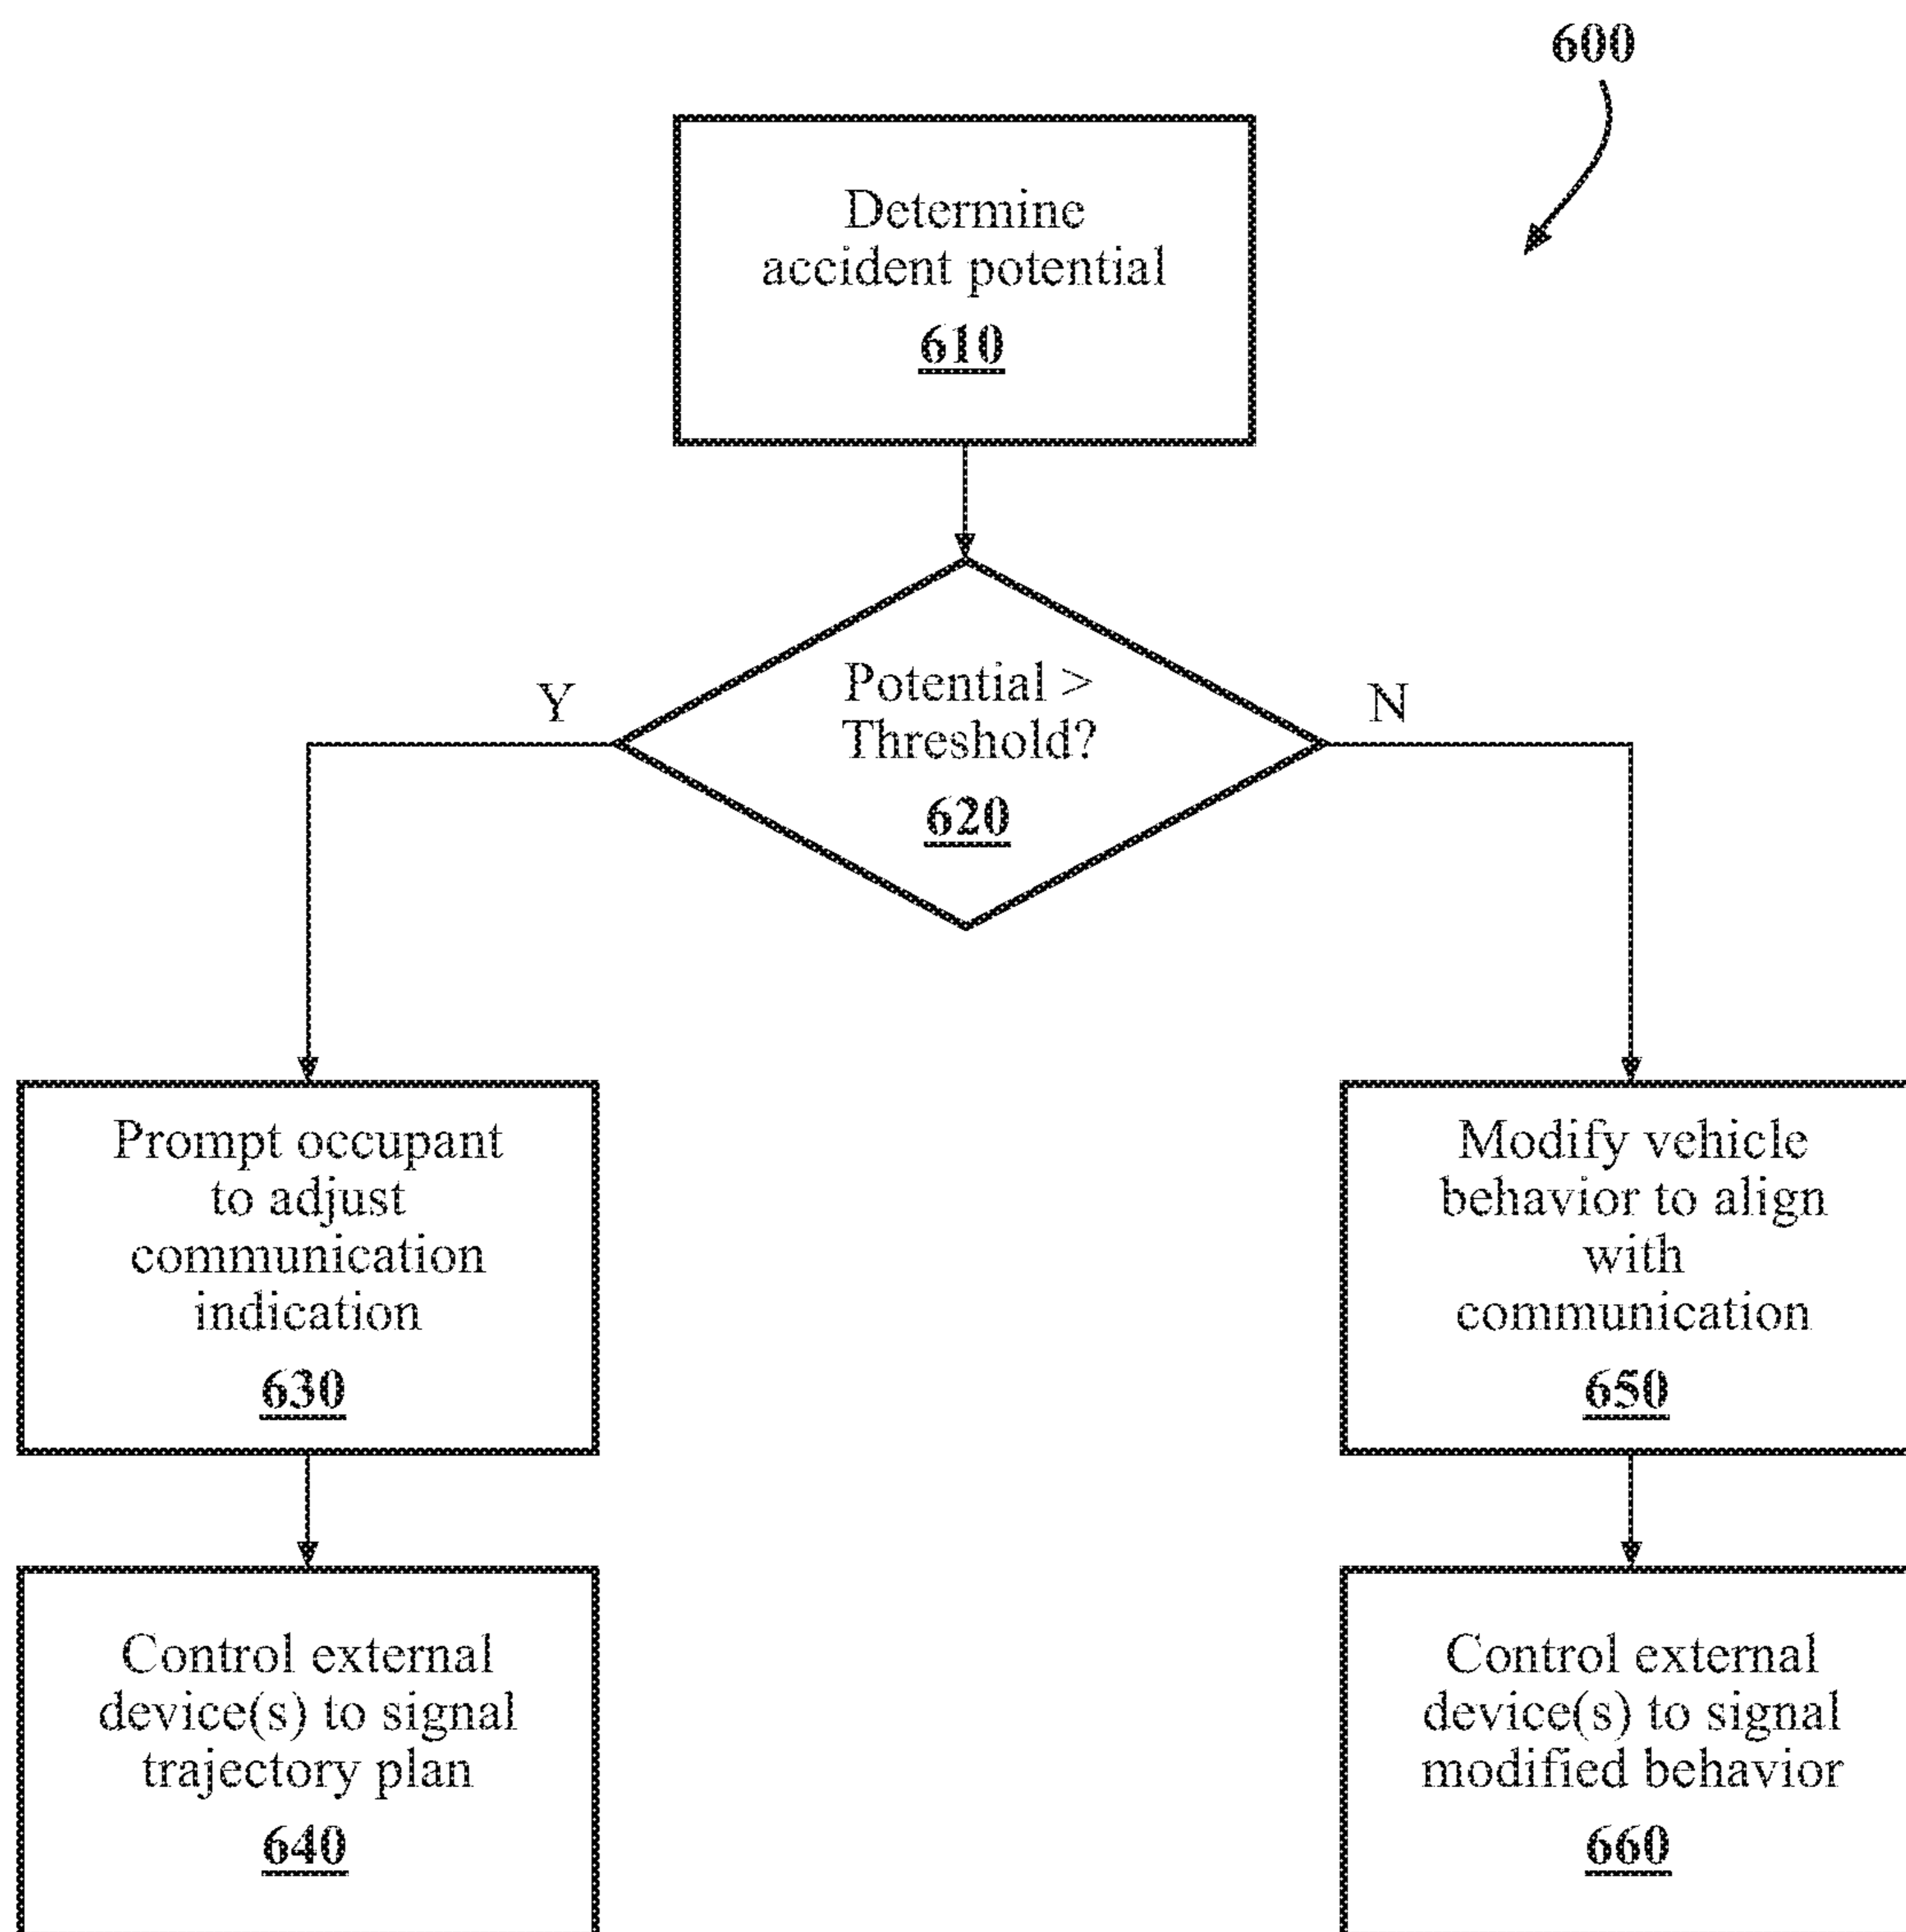 600
Determine
accident potential
610
Potential >
Threshold?
620
Y
N
Prompt occupant
to adjust
communication
indication
630
Modify vehicle
behavior to align
with
communication
650
Control external
device(s) to signal
trajectory plan
640
Control external
device(s) to signal
modified behavior
660